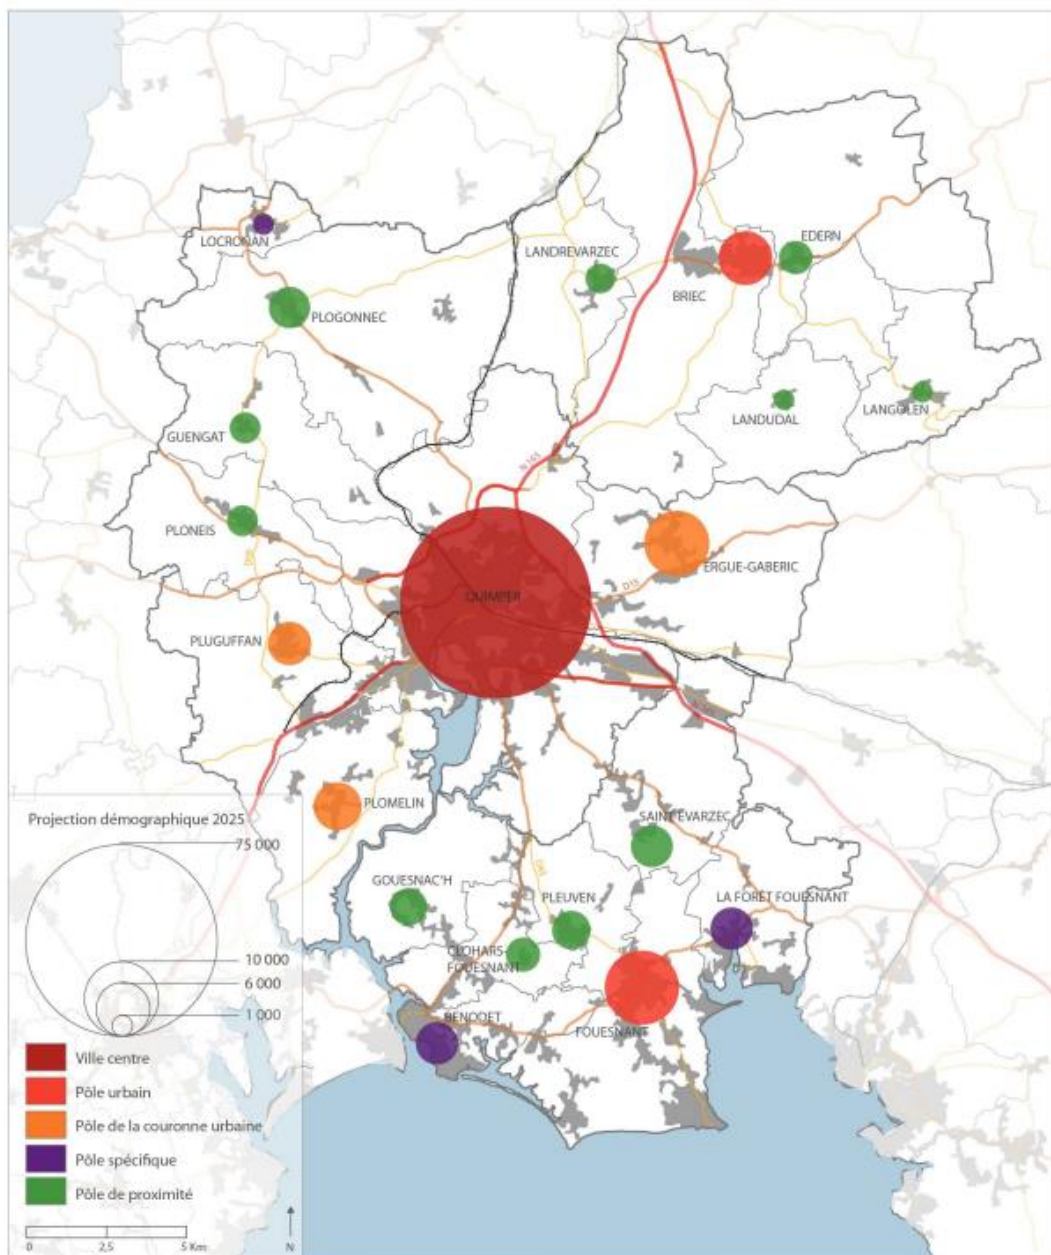 LOCRONAN
LANDREVARZEC
EDERN
BRIEC
PLOGONNEC
LANDUDAL
LANGOLEN
GUENGAT
N 165
PLONEIS
ERGUE-GABERIC
D15
QUIMPER
PLUGUFFAN
PLOMELIN
SAINT EVARZEC
GOUESNAC'H
PLEUVEN
LA FORET FOUESNANT
CLOHARS-
FOUESNANT
BENODET
FOUESNANT
Projection démographique 2025
75 000
10 000
6 000
1 000
Ville centre
Pôle urbain
Pôle de la couronne urbaine
Pôle spécifique
Pôle de proximité
0 2,5 5 Km
N